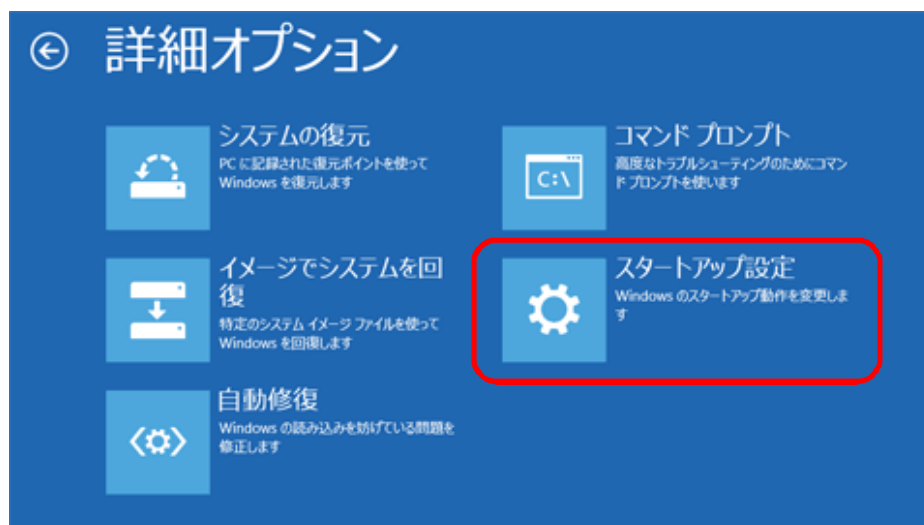 詳細オプション
システムの復元
PC に記録された復元ポイントを使って
Windows を復元します
コマンド プロンプト
高度なトラブルシューティングのためにコマン
ド プロンプトを使います
C:\
イメージでシステムを回
復
特定のシステム イメージ ファイルを使って
Windows を回復します
スタートアップ設定
Windows のスタートアップ動作を変更しま
す
自動修復
Windows の読み込みを妨げている問題を
修正します